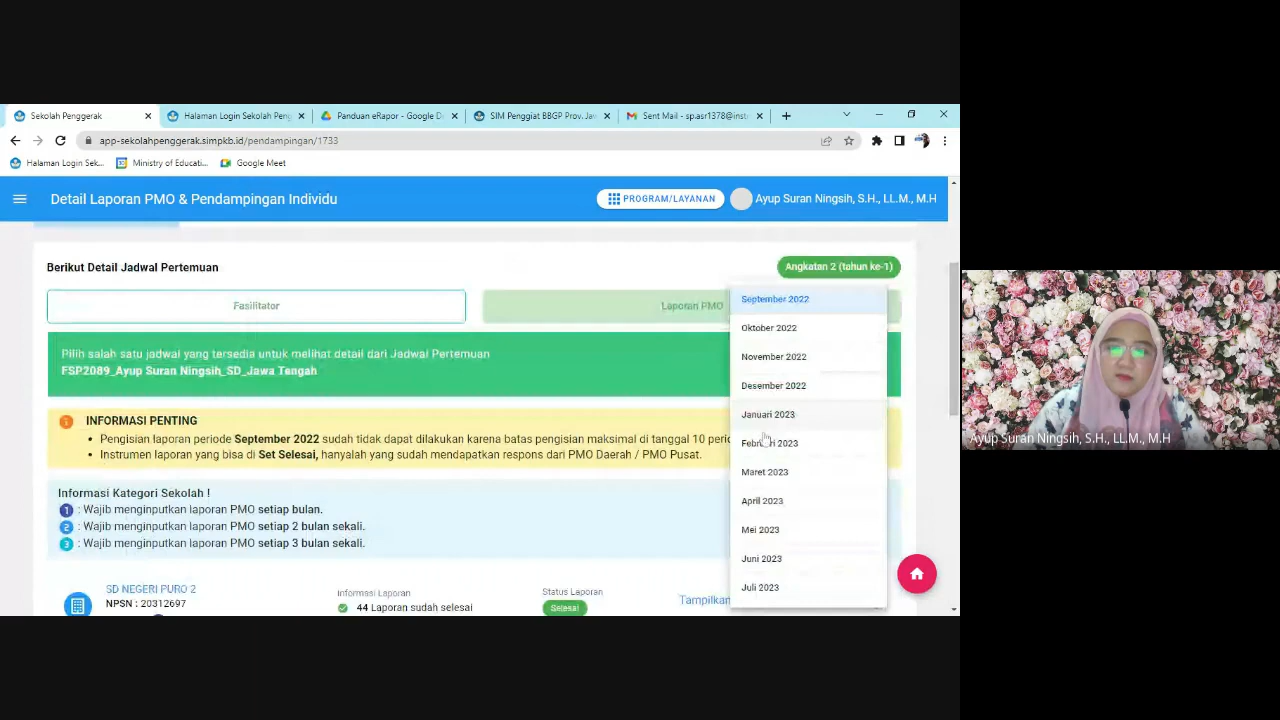 Sekolah Penggerak
Halaman Login Sekolah Peng
Panduan eRapor - Google D
SIM Penggiat BBGP Prov. Jaw
Sent Mail - sp.asr1378@inst
app-sekolahpenggerak.simpkb.id/pendampingan/1733
Halaman Login Sek...
Ministry of Educati...
Google Meet
Detail Laporan PMO & Pendampingan Individu
PROGRAM/LAYANAN
Ayup Suran Ningsih, S.H., LL.M., M.H
Berikut Detail Jadwal Pertemuan
Angkatan 2 (tahun ke-1)
Fasilitator
Laporan PMO
September 2022
Oktober 2022
November 2022
Desember 2022
Januari 2023
Februari 2023
Maret 2023
April 2023
Mei 2023
Juni 2023
Juli 2023
Pilih salah satu jadwal yang tersedia untuk melihat detail dari Jadwal Pertemuan
FSP2089_Ayup Suran Ningsih_SD_Jawa Tengah
INFORMASI PENTING
Pengisian laporan periode September 2022 sudah tidak dapat dilakukan karena batas pengisian maksimal di tanggal 10 perio
Instrumen laporan yang bisa di Set Selesai, hanyalah yang sudah mendapatkan respons dari PMO Daerah / PMO Pusat.
Informasi Kategori Sekolah !
1 : Wajib menginputkan laporan PMO setiap bulan.
2 : Wajib menginputkan laporan PMO setiap 2 bulan sekali.
3 : Wajib menginputkan laporan PMO setiap 3 bulan sekali.
SD NEGERI PURO 2
NPSN : 20312697
Informasi Laporan
44 Laporan sudah selesai
Status Laporan
Selesai
Tampilkan
Ayup Suran Ningsih, S.H., LL.M., M.H